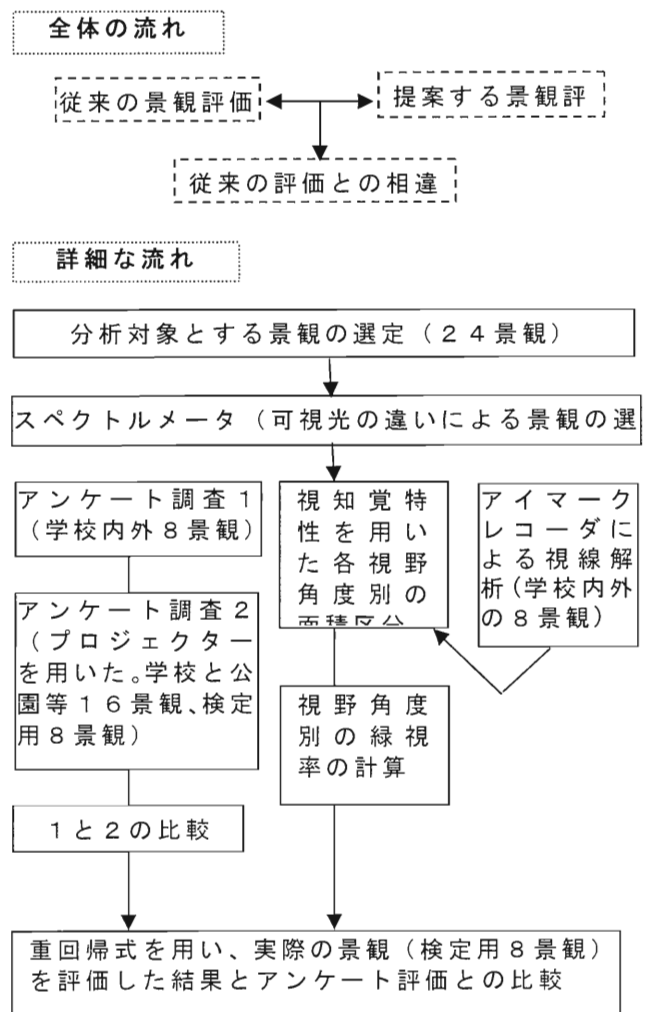 全体の流れ
従来の景観評価
提案する景観評
従来の評価との相違
詳細な流れ
分析対象とする景観の選定（２４景観）
スペクトルメータ（可視光の違いによる景観の選
アンケート調査１
（学校内外８景観）
視知覚特
性を用い
た各視野
角度別の
面積区分
アイマーク
レコーダに
よる視線解
析(学校内外
の８景観)
アンケート調査２
（プロジェクター
を用いた。学校と公
園等１６景観、検定
用８景観）
視野角度
別の緑視
率の計算
１と２の比較
重回帰式を用い、実際の景観（検定用８景観）
を評価した結果とアンケート評価との比較